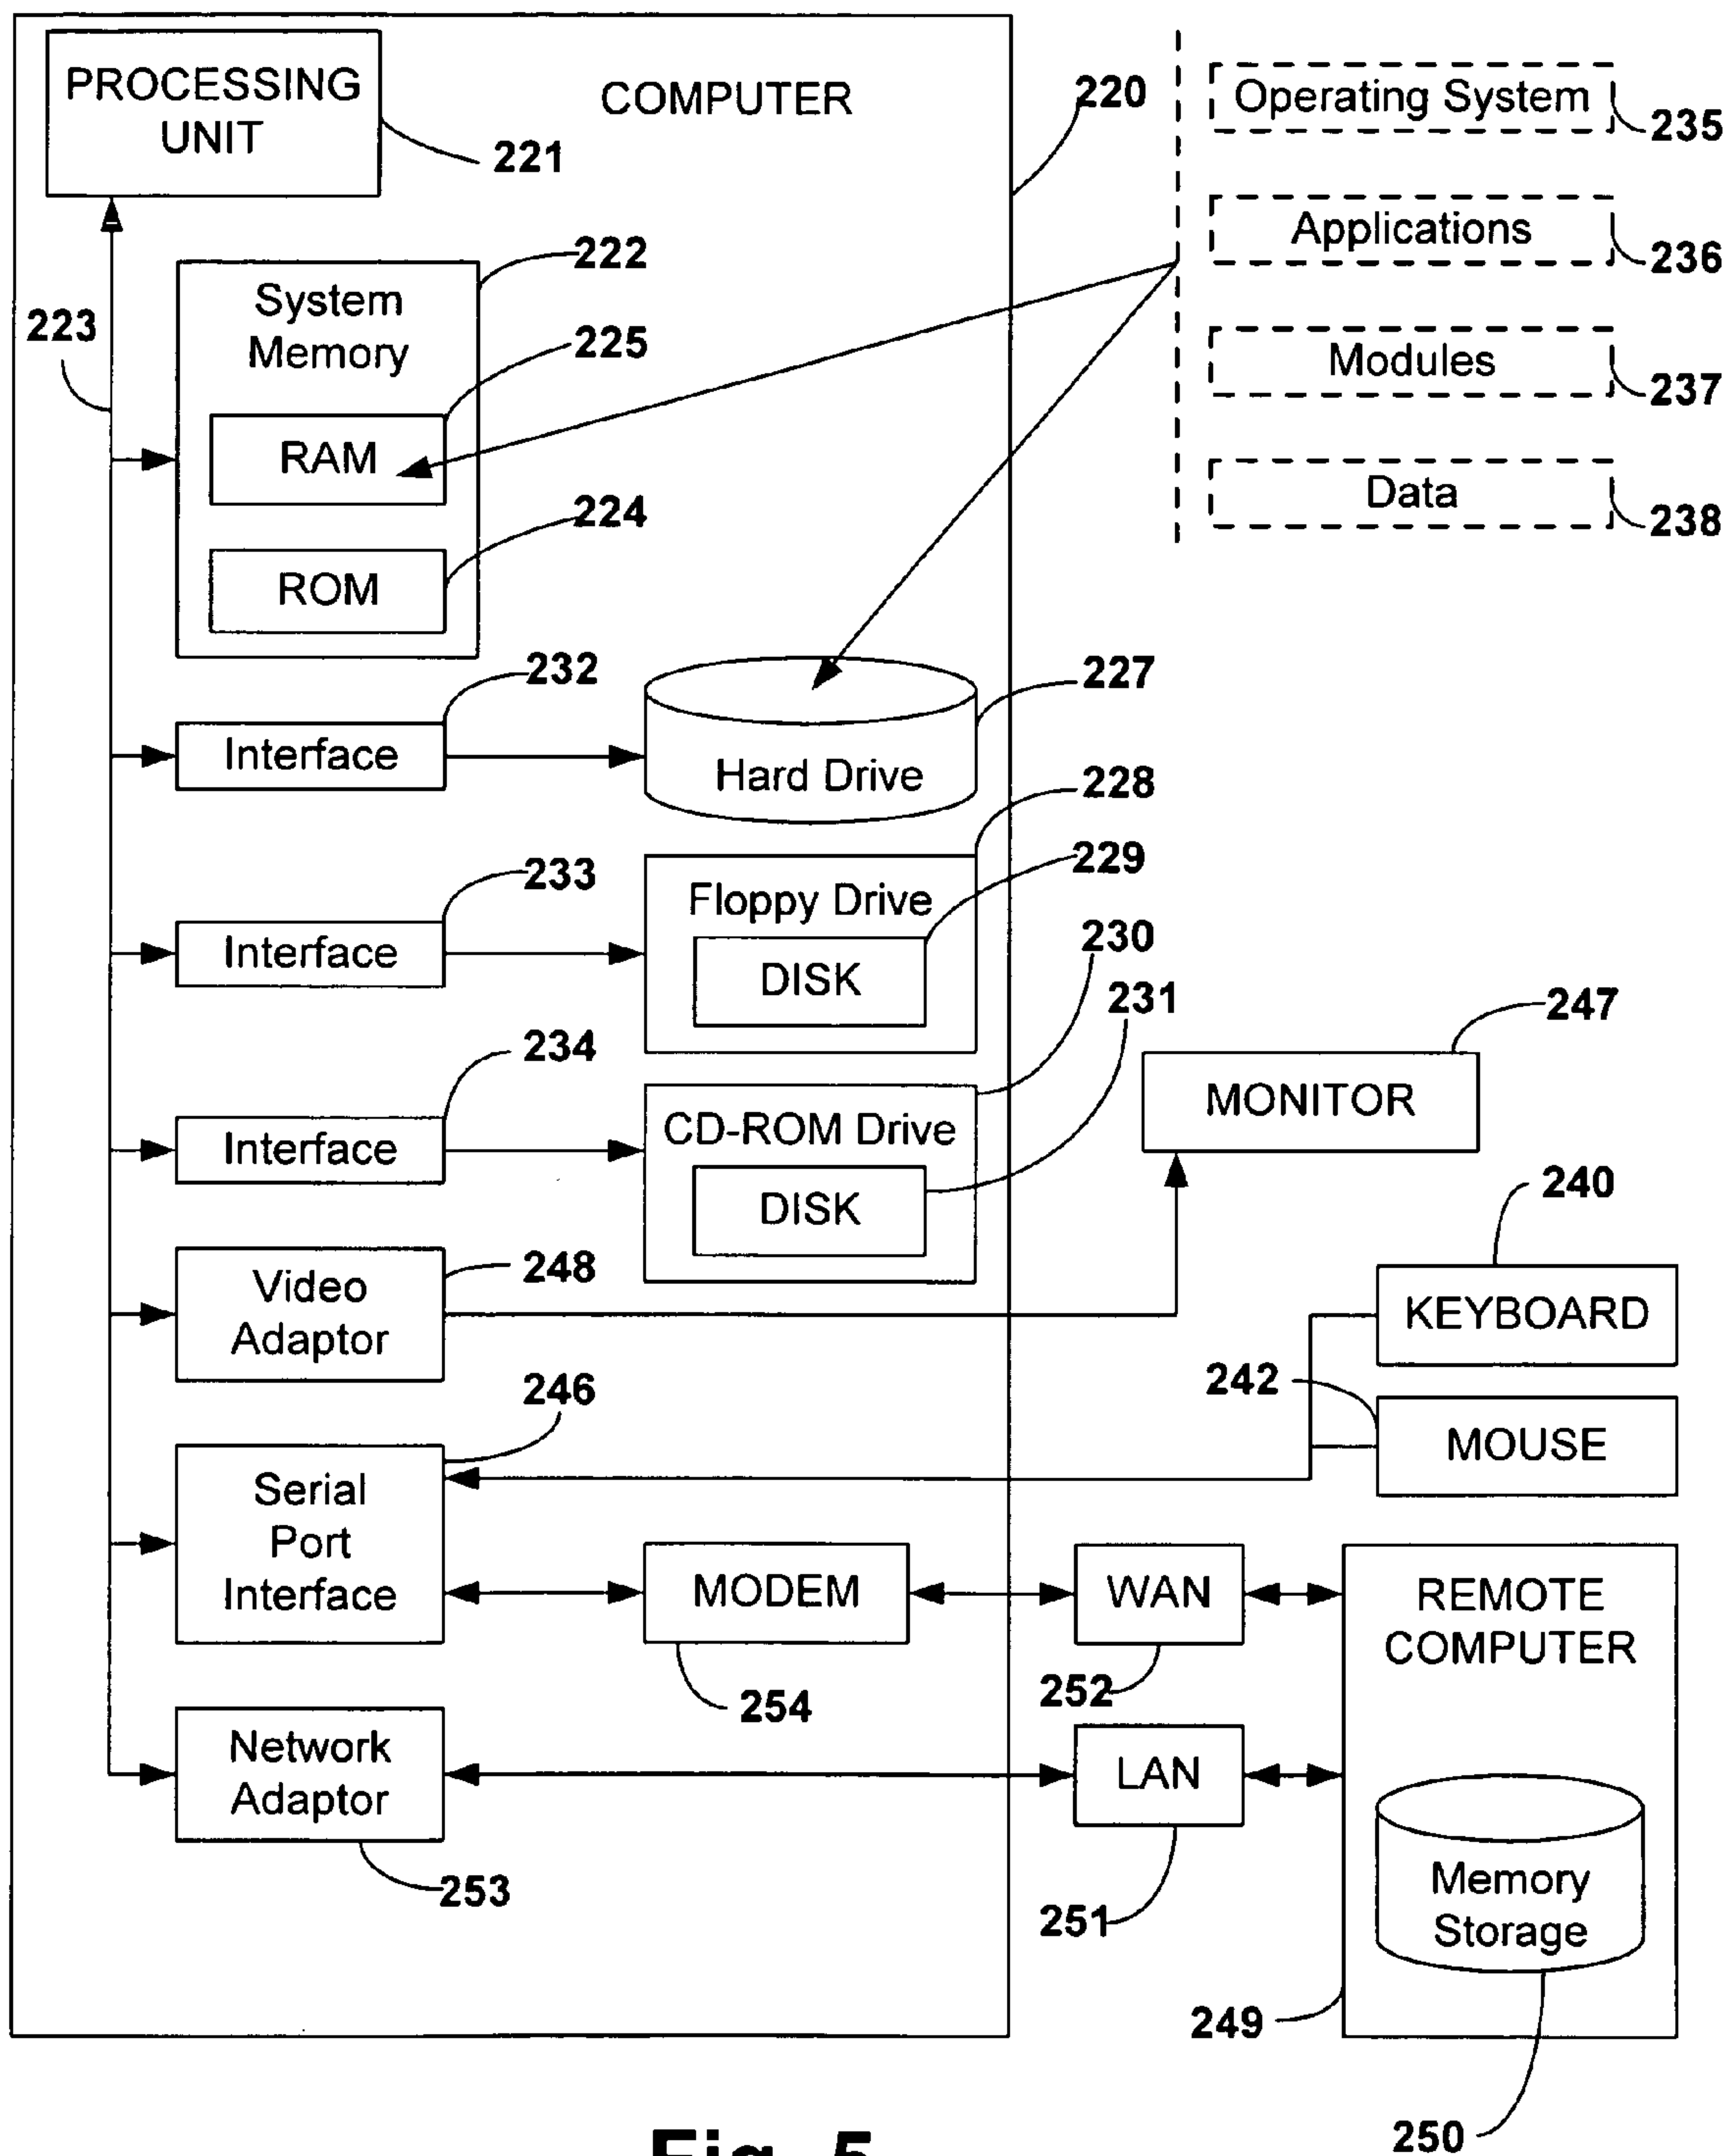 PROCESSING
UNIT
221
COMPUTER
220
Operating System
235
Applications
236
Modules
237
Data
238
222
System
Memory
223
225
RAM
224
ROM
232
Interface
227
Hard Drive
228
233
Interface
229
Floppy Drive
DISK
230
231
234
Interface
CD-ROM Drive
DISK
247
MONITOR
240
KEYBOARD
248
Video
Adaptor
242
MOUSE
246
Serial
Port
Interface
MODEM
254
WAN
252
REMOTE
COMPUTER
Network
Adaptor
253
LAN
251
Memory
Storage
249
250
Fig. 5